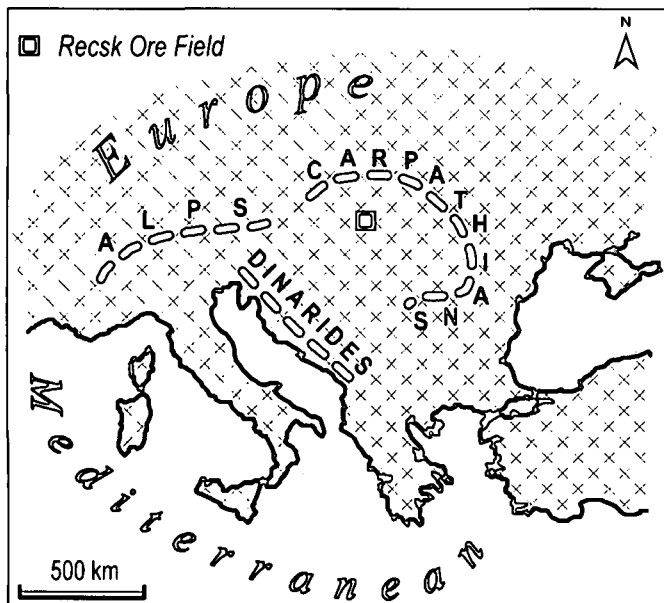 N
Recsk Ore Field
Europe
CARPATHIANS
ALPS
DINARIDES
Mediterranean
500 km